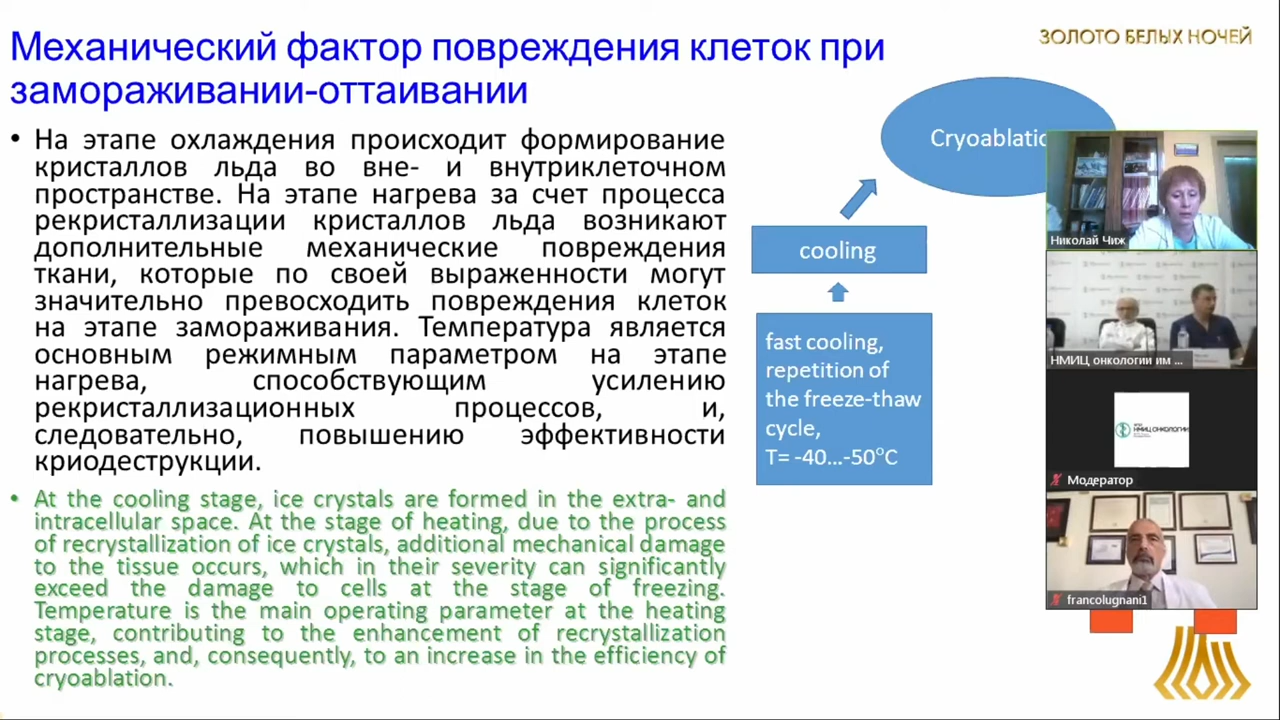 Механический фактор повреждения клеток при
замораживании-оттаивании
ЗОЛОТО БЕЛЫХ НОЧЕЙ
• На этапе охлаждения происходит формирование
кристаллов льда во вне- и внутриклеточном
пространстве. На этапе нагрева за счет процесса
рекристаллизации кристаллов льда возникают
дополнительные механические повреждения
ткани, которые по своей выраженности могут
значительно превосходить повреждения клеток
на этапе замораживания. Температура является
основным режимным параметром на этапе
нагрева, способствующим усилению
рекристаллизационных процессов, и,
следовательно, повышению эффективности
криодеструкции.
• At the cooling stage, ice crystals are formed in the extra- and
intracellular space. At the stage of heating, due to the process
of recrystallization of ice crystals, additional mechanical damage
to the tissue occurs, which in their severity can significantly
exceed the damage to cells at the stage of freezing.
Temperature is the main operating parameter at the heating
stage, contributing to the enhancement of recrystallization
processes, and, consequently, to an increase in the efficiency of
cryoablation.
Cryoablatio
cooling
fast cooling,
repetition of
the freeze-thaw
cycle,
T= -40...-50°C
Николай Чиж
НМИЦ онкологии им ...
НМИЦ ОНКОЛОГИИ
Модератор
francolugnani1